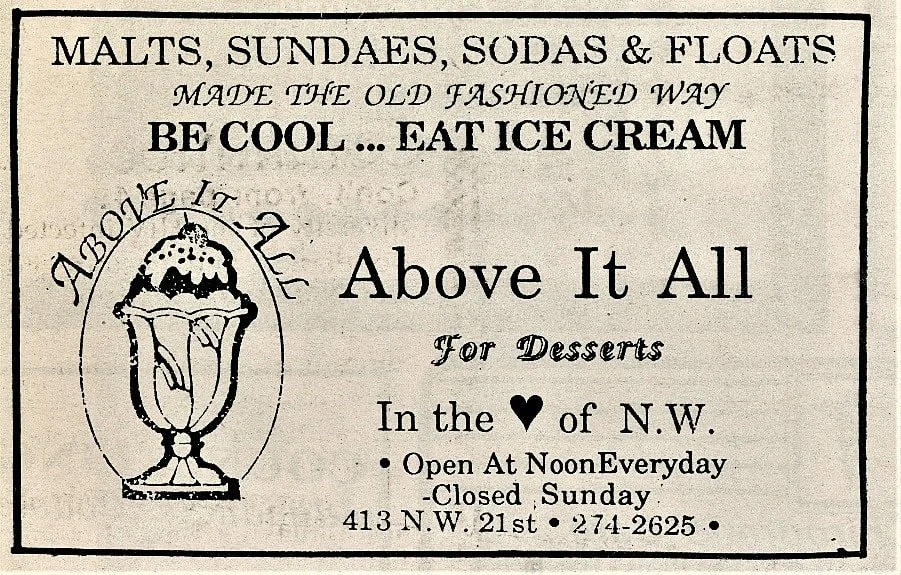 MALTS, SUNDAES, SODAS & FLOATS
MADE THE OLD FASHIONED WAY
BE COOL ... EAT ICE CREAM
ABOVE IT ALL
Above It All
For Desserts
In the ♥ of N.W.
• Open At NoonEveryday
-Closed Sunday
413 N.W. 21st • 274-2625 •